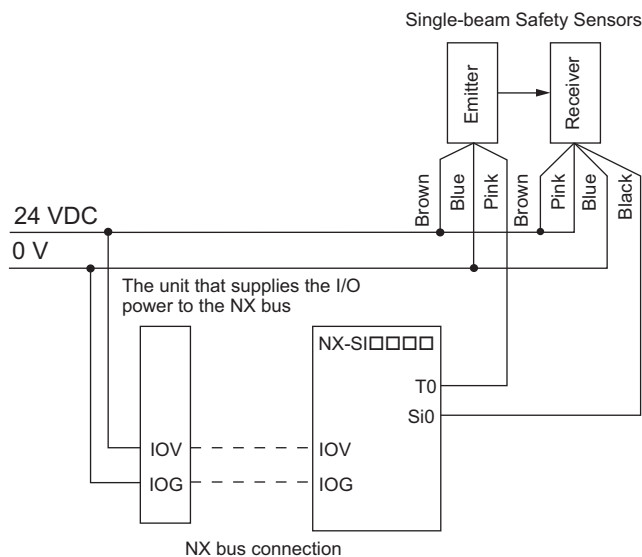 Single-beam Safety Sensors
Emitter
Receiver
Brown
Blue
Pink
Brown
Pink
Blue
Black
24 VDC
0 V
The unit that supplies the I/O
power to the NX bus
NX-SI□□□□
T0
Si0
IOV
IOV
IOG
IOG
NX bus connection